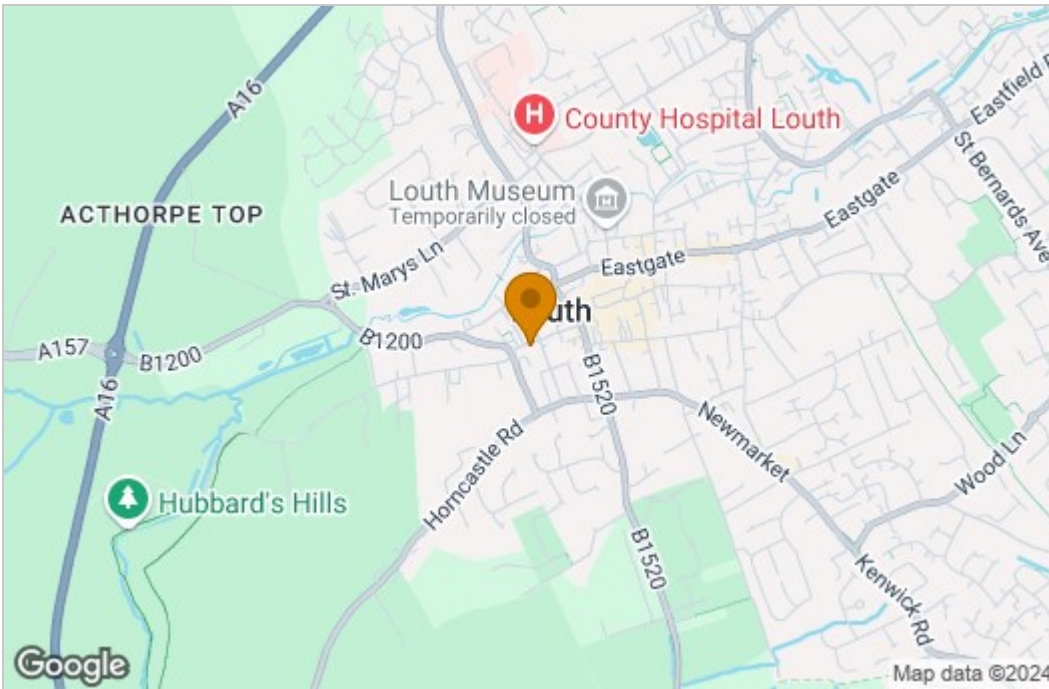 A16
A16
County Hospital Louth
Louth Museum
Temporarily closed
ACTHORPE TOP
Eastfield
St Bernards Ave
Eastgate
Eastgate
St. Marys Ln
uth
A157
B1200
B1200
B1520
Newmarket
Horncastle Rd
Wood Ln
Hubbard's Hills
B1520
Kenwick Rd
Google
Map data ©2024